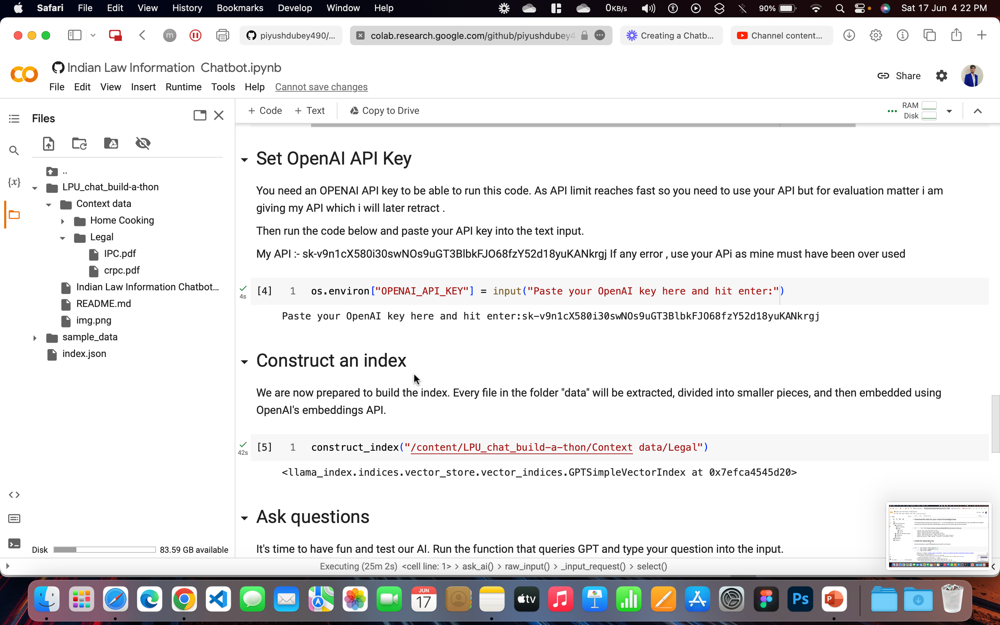 Safari File Edit View History Bookmarks Develop Window Help 0KB/s 90% Sat 17 Jun 4 22 PM
m piyushdubey490/... colab.research.google.com/github/piyushdubey4 Creating a Chatb... Channel content...
Indian Law Information Chatbot.ipynb
Share
File Edit View Insert Runtime Tools Help Cannot save changes
Files
+ Code + Text Copy to Drive
RAM
Disk
{x}
..
LPU_chat_build-a-thon
Context data
Home Cooking
Legal
IPC.pdf
crpc.pdf
Indian Law Information Chatbot...
README.md
img.png
sample_data
index.json
Disk 83.59 GB available
Set OpenAI API Key
You need an OPENAI API key to be able to run this code. As API limit reaches fast so you need to use your API but for evaluation matter i am
giving my API which i will later retract .
Then run the code below and paste your API key into the text input.
My API :- 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 If any error , use your APi as mine must have been over used
4s [4] 1 os.environ["OPENAI_API_KEY"] = input("Paste your OpenAI key here and hit enter:")
Paste your OpenAI key here and hit enter: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
Construct an index
We are now prepared to build the index. Every file in the folder "data" will be extracted, divided into smaller pieces, and then embedded using
OpenAI's embeddings API.
42s [5] 1 construct_index("/content/LPU_chat_build-a-thon/Context data/Legal")
<llama_index.indices.vector_store.vector_indices.GPTSimpleVectorIndex at 0x7efca4545d20>
Ask questions
It's time to have fun and test our AI. Run the function that queries GPT and type your question into the input.
Executing (25m 2s) <cell line: 1> > ask_ai() > raw_input() > _input_request() > select()
Download the data for your custom knowledge base
Install the dependencies
JUN
17
tv
Ps
P